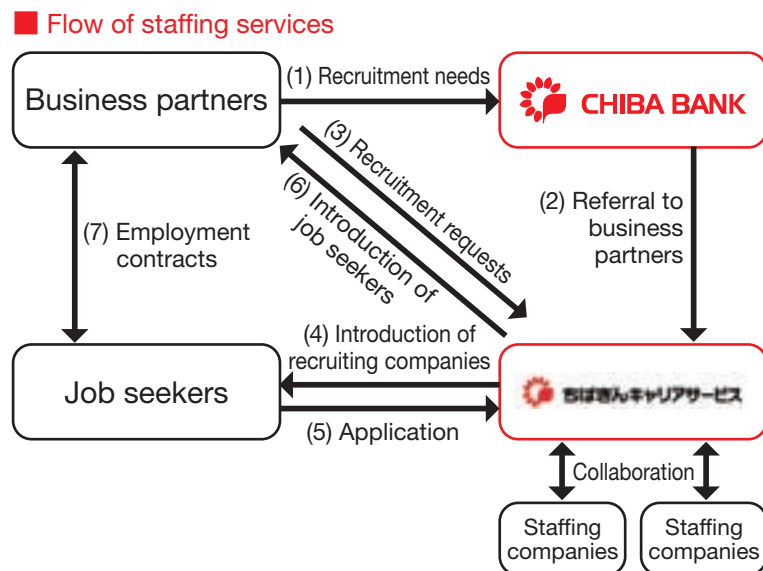 Flow of staffing services
Business partners
(1) Recruitment needs
CHIBA BANK
(2) Referral to
business
partners
(3) Recruitment requests
(6) Introduction of
job seekers
(7) Employment
contracts
(4) Introduction of
recruiting companies
Job seekers
ちばぎんキャリアサービス
(5) Application
Collaboration
Staffing
companies
Staffing
companies